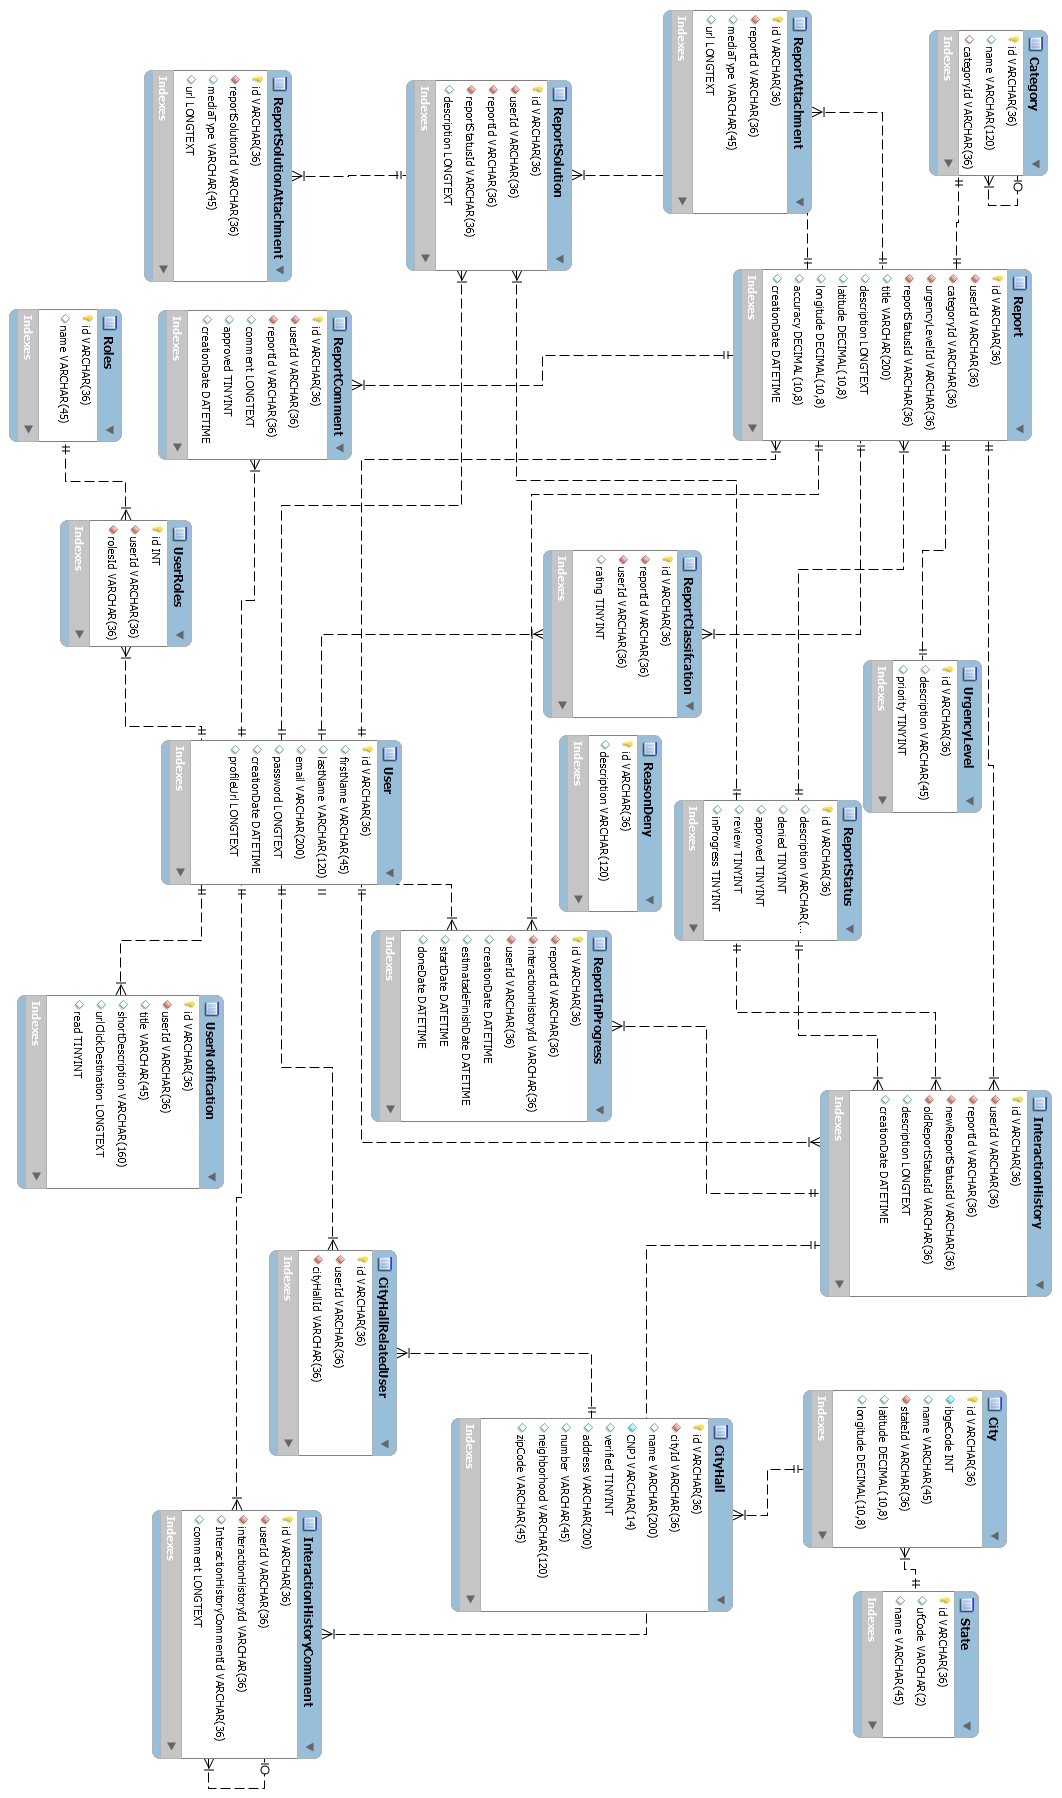 Category
id VARCHAR(36)
name VARCHAR(120)
categoryId VARCHAR(36)
Indexes
Report
id VARCHAR(36)
userId VARCHAR(36)
categoryId VARCHAR(36)
urgencyLevelId VARCHAR(36)
reportStatusId VARCHAR(36)
title VARCHAR(200)
description LONGTEXT
latitude DECIMAL(10,8)
longitude DECIMAL(10,8)
accuracy DECIMAL(10,8)
creationDate DATETIME
Indexes
UrgencyLevel
id VARCHAR(36)
description VARCHAR(45)
priority TINYINT
Indexes
InteractionHistory
id VARCHAR(36)
userId VARCHAR(36)
reportId VARCHAR(36)
newReportStatusId VARCHAR(36)
oldReportStatusId VARCHAR(36)
description LONGTEXT
creationDate DATETIME
Indexes
City
id VARCHAR(36)
ibgeCode INT
name VARCHAR(45)
stateId VARCHAR(36)
latitude DECIMAL(10,8)
longitude DECIMAL(10,8)
Indexes
State
id VARCHAR(36)
ufCode VARCHAR(2)
name VARCHAR(45)
Indexes
ReportAttachment
id VARCHAR(36)
reportId VARCHAR(36)
mediaType VARCHAR(45)
url LONGTEXT
Indexes
ReportStatus
id VARCHAR(36)
description VARCHAR(...
denied TINYINT
approved TINYINT
review TINYINT
inProgress TINYINT
Indexes
CityHall
id VARCHAR(36)
cityId VARCHAR(36)
name VARCHAR(200)
CNPJ VARCHAR(14)
verified TINYINT
address VARCHAR(200)
number VARCHAR(45)
neighborhood VARCHAR(120)
zipCode VARCHAR(45)
Indexes
ReportClassifcation
id VARCHAR(36)
reportId VARCHAR(36)
userId VARCHAR(36)
rating TINYINT
Indexes
ReasonDeny
id VARCHAR(36)
description VARCHAR(120)
Indexes
ReportInProgress
id VARCHAR(36)
reportId VARCHAR(36)
interactionHistoryId VARCHAR(36)
userId VARCHAR(36)
creationDate DATETIME
estimatadeFinishDate DATETIME
startDate DATETIME
doneDate DATETIME
Indexes
ReportSolution
id VARCHAR(36)
userId VARCHAR(36)
reportId VARCHAR(36)
reportStatusId VARCHAR(36)
description LONGTEXT
Indexes
User
id VARCHAR(36)
firstName VARCHAR(45)
lastName VARCHAR(120)
email VARCHAR(200)
password LONGTEXT
creationDate DATETIME
profileUrl LONGTEXT
Indexes
CityHallRelatedUser
id VARCHAR(36)
userId VARCHAR(36)
cityHallId VARCHAR(36)
Indexes
ReportComment
id VARCHAR(36)
userId VARCHAR(36)
reportId VARCHAR(36)
comment LONGTEXT
approved TINYINT
creationDate DATETIME
Indexes
InteractionHistoryComment
id VARCHAR(36)
userId VARCHAR(36)
interactionHistoryId VARCHAR(36)
InteractionHistoryCommentId VARCHAR(36)
comment LONGTEXT
Indexes
ReportSolutionAttachment
id VARCHAR(36)
reportSolutionId VARCHAR(36)
mediaType VARCHAR(45)
url LONGTEXT
Indexes
UserNotification
id VARCHAR(36)
userId VARCHAR(36)
title VARCHAR(45)
shortDescription VARCHAR(160)
urlClickDestination LONGTEXT
read TINYINT
Indexes
UserRoles
id INT
userId VARCHAR(36)
rolesId VARCHAR(36)
Indexes
Roles
id VARCHAR(36)
name VARCHAR(45)
Indexes